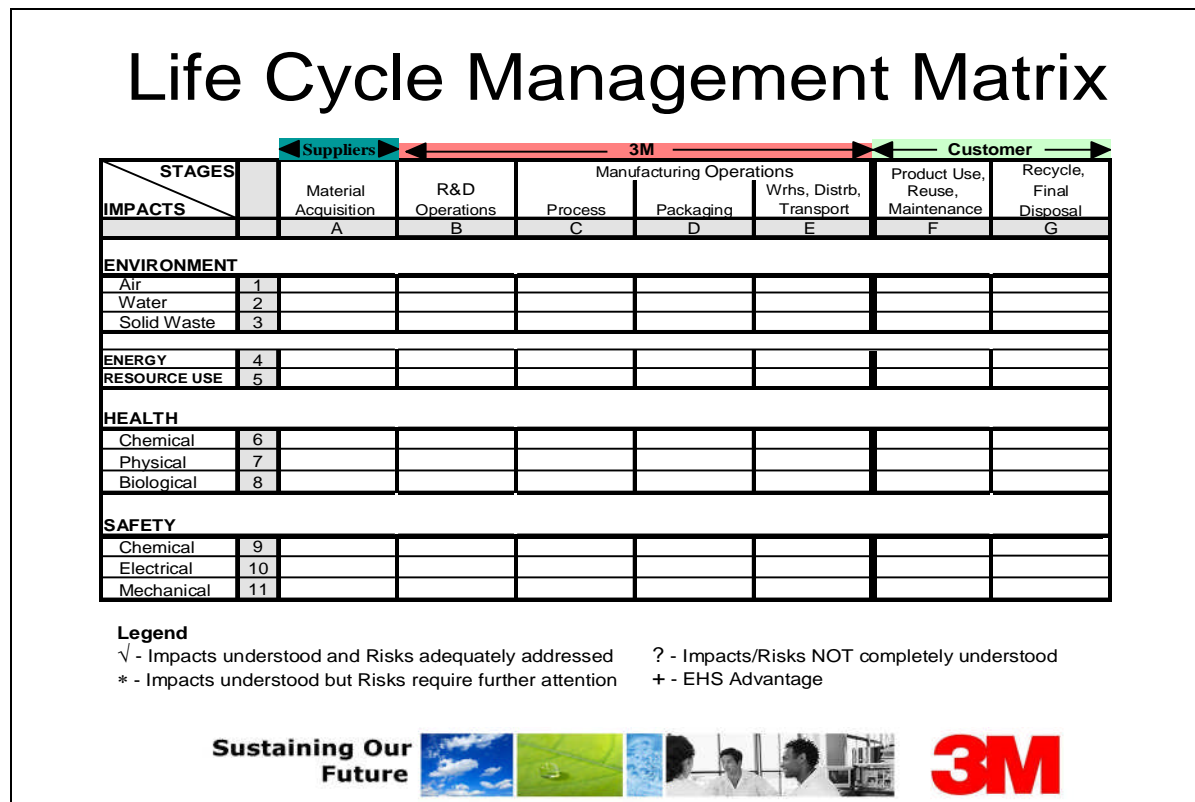 Life Cycle Management Matrix
Suppliers 3M Customer
STAGES
IMPACTS
Material
Acquisition
R&D
Operations
Manufacturing Operations
Process
Packaging
Wrhs, Distrb,
Transport
Product Use,
Reuse,
Maintenance
Recycle,
Final
Disposal
A B C D E F G
ENVIRONMENT
Air 1
Water 2
Solid Waste 3
ENERGY 4
RESOURCE USE 5
HEALTH
Chemical 6
Physical 7
Biological 8
SAFETY
Chemical 9
Electrical 10
Mechanical 11
Legend
√ - Impacts understood and Risks adequately addressed
* - Impacts understood but Risks require further attention
? - Impacts/Risks NOT completely understood
+ - EHS Advantage
Sustaining Our
Future
3M